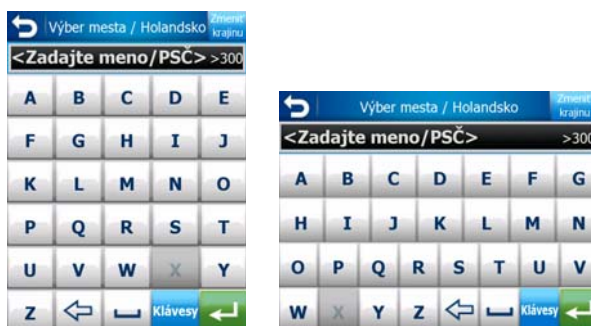 Výber mesta / Holandsko Zmeniť krajinu
<Zadajte meno/PSČ> >300
A B C D E
F G H I J
K L M N O
P Q R S T
U V W X Y
Z Klávesy
Výber mesta / Holandsko Zmeniť krajinu
<Zadajte meno/PSČ> >300
A B C D E F G
H I J K L M N
O P Q R S T U V
W X Y Z Klávesy